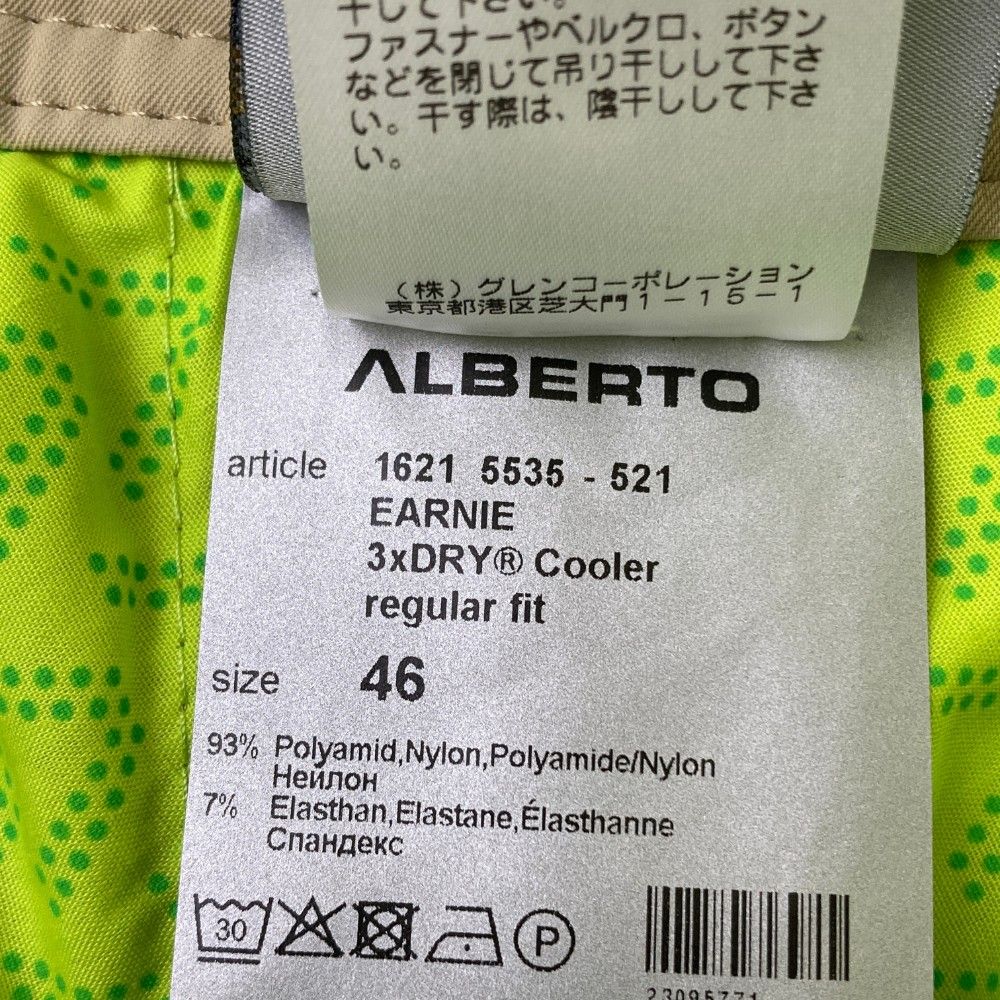 干して下さい。
ファスナーやベルクロ、ボタン
などを閉じて吊り干しして下さ
い。干す際は、陰干しして下さ
い。
（株）グレンコーポレーション
東京都港区芝大門1－15－1
ALBERTO
article 1621 5535 - 521
EARNIE
3xDRY® Cooler
regular fit
size 46
93% Polyamid,Nylon,Polyamide/Nylon
Нейлон
7% Elasthan,Elastane,Élasthanne
Спандекс
30 P
23095771